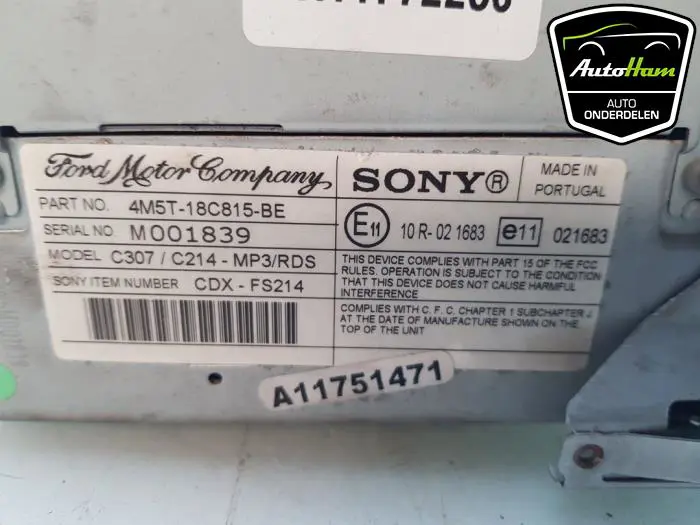 AutoHam
AUTO
ONDERDELEN
Ford Motor Company
PART NO. 4M5T-18C815-BE
SERIAL NO. M001839
MODEL C307 / C214 - MP3/RDS
SONY ITEM NUMBER CDX - FS214
SONY®
MADE IN
PORTUGAL
E11 10 R- 02 1683 e11 021683
THIS DEVICE COMPLIES WITH PART 15 OF THE FCC
RULES. OPERATION IS SUBJECT TO THE CONDITION
THAT THIS DEVICE DOES NOT CAUSE HARMFUL
INTERFERENCE
COMPLIES WITH C. F. C. CHAPTER 1 SUBCHAPTER J
AT THE DATE OF MANUFACTURE SHOWN ON THE
TOP OF THE UNIT
A11751471